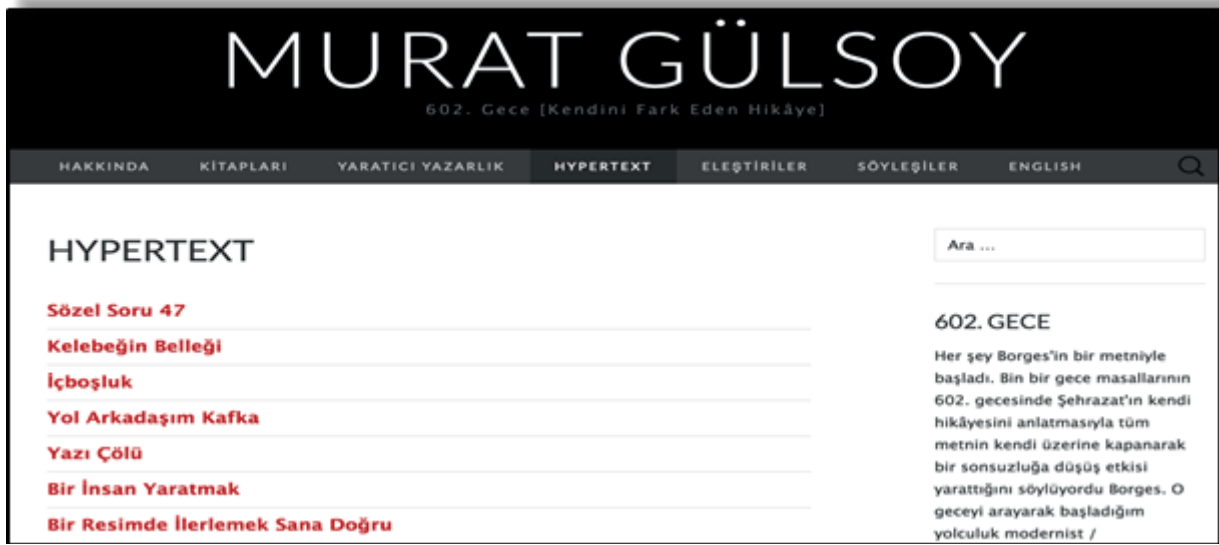 MURAT GÜLSOY
602. Gece [Kendini Fark Eden Hikâye]
HAKKINDA KİTAPLARI YARATICI YAZARLIK HYPERTEXT ELEŞTİRİLER SÖYLEŞİLER ENGLISH
HYPERTEXT
Sözel Soru 47
Kelebeğin Belleği
İçboşluk
Yol Arkadaşım Kafka
Yazı Çölü
Bir İnsan Yaratmak
Bir Resimde İlerlemek Sana Doğru
Ara ...
602. GECE
Her şey Borges'in bir metniyle
başladı. Bin bir gece masallarının
602. gecesinde Şehrazat'ın kendi
hikâyesini anlatmasıyla tüm
metnin kendi üzerine kapanarak
bir sonsuzluğa düşüş etkisi
yarattığını söylüyordu Borges. O
geceyi arayarak başladığım
yolculuk modernist /